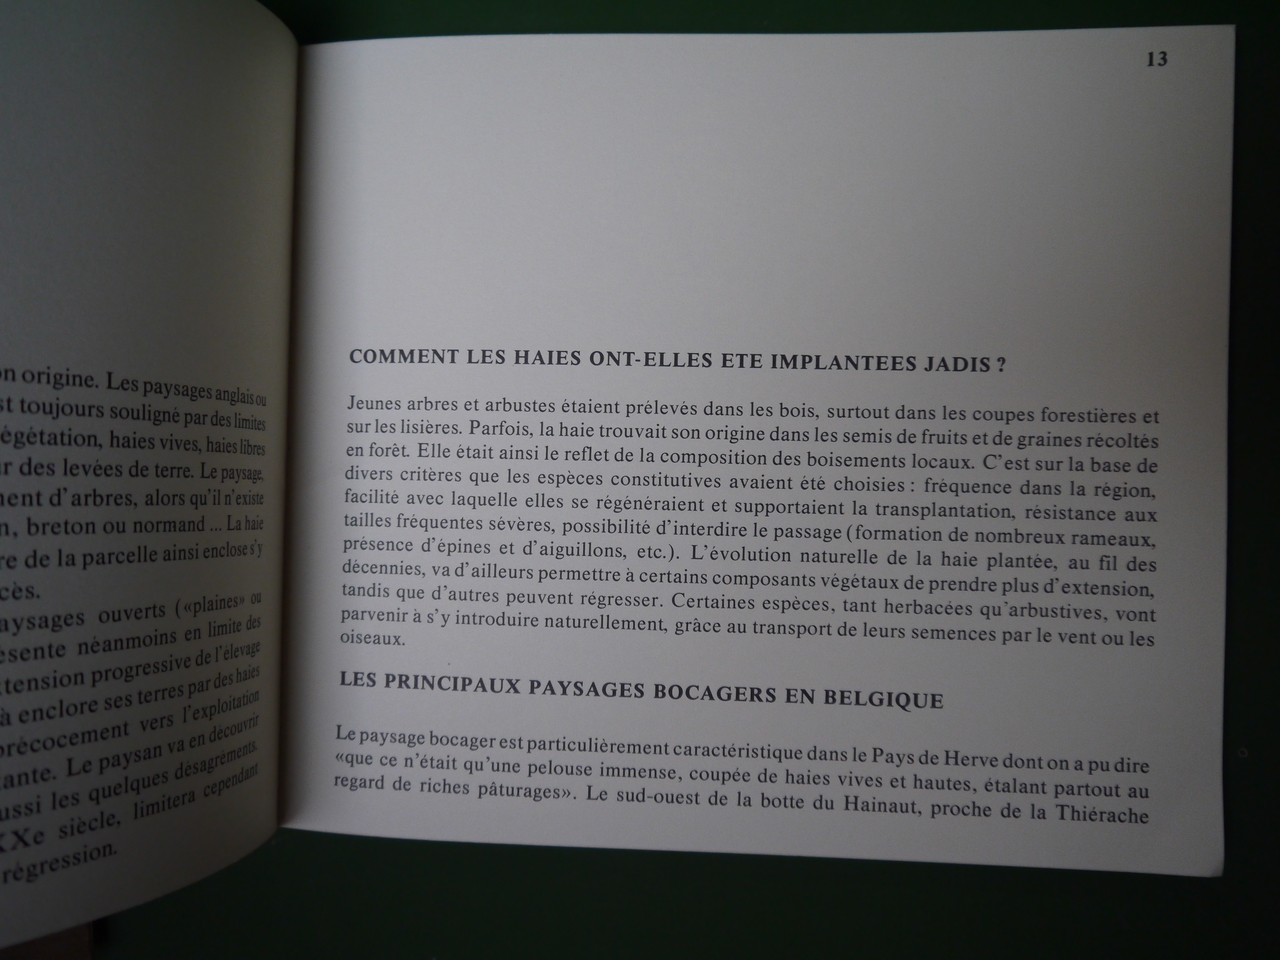 on origine. Les paysages anglais ou
st toujours souligné par des limites
égétation, haies vives, haies libres
ur des levées de terre. Le paysage,
ment d'arbres, alors qu'il n'existe
n, breton ou normand ... La haie
re de la parcelle ainsi enclose s'y
cès.
aysages ouverts («plaines» ou
ésente néanmoins en limite des
tension progressive de l'élevage
à enclore ses terres par des haies
précocement vers l'exploitation
tante. Le paysan va en découvrir
ussi les quelques désagréments.
XXe siècle, limitera cependant
régression.
13
COMMENT LES HAIES ONT-ELLES ETE IMPLANTEES JADIS ?
Jeunes arbres et arbustes étaient prélevés dans les bois, surtout dans les coupes forestières et
sur les lisières. Parfois, la haie trouvait son origine dans les semis de fruits et de graines récoltés
en forêt. Elle était ainsi le reflet de la composition des boisements locaux. C'est sur la base de
divers critères que les espèces constitutives avaient été choisies : fréquence dans la région,
facilité avec laquelle elles se régénéraient et supportaient la transplantation, résistance aux
tailles fréquentes sévères, possibilité d'interdire le passage (formation de nombreux rameaux,
présence d'épines et d'aiguillons, etc.). L'évolution naturelle de la haie plantée, au fil des
décennies, va d'ailleurs permettre à certains composants végétaux de prendre plus d'extension,
tandis que d'autres peuvent régresser. Certaines espèces, tant herbacées qu'arbustives, vont
parvenir à s'y introduire naturellement, grâce au transport de leurs semences par le vent ou les
oiseaux.
LES PRINCIPAUX PAYSAGES BOCAGERS EN BELGIQUE
Le paysage bocager est particulièrement caractéristique dans le Pays de Herve dont on a pu dire
«que ce n'était qu'une pelouse immense, coupée de haies vives et hautes, étalant partout au
regard de riches pâturages». Le sud-ouest de la botte du Hainaut, proche de la Thiérache